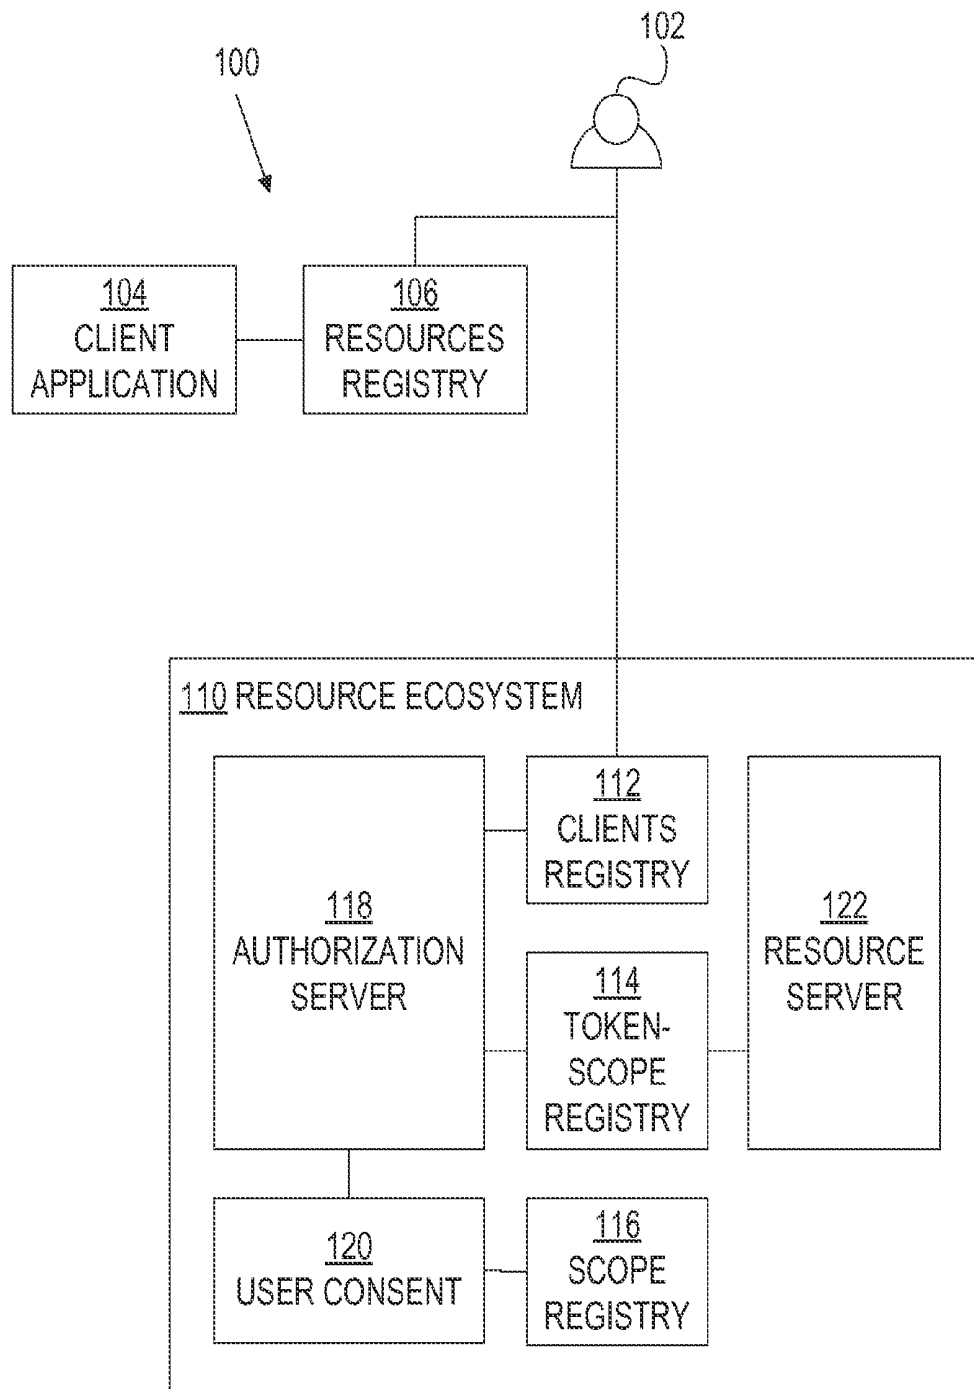 102
100
104
CLIENT
APPLICATION
106
RESOURCES
REGISTRY
110 RESOURCE ECOSYSTEM
112
CLIENTS
REGISTRY
118
AUTHORIZATION
SERVER
122
RESOURCE
SERVER
114
TOKEN-
SCOPE
REGISTRY
120
USER CONSENT
116
SCOPE
REGISTRY